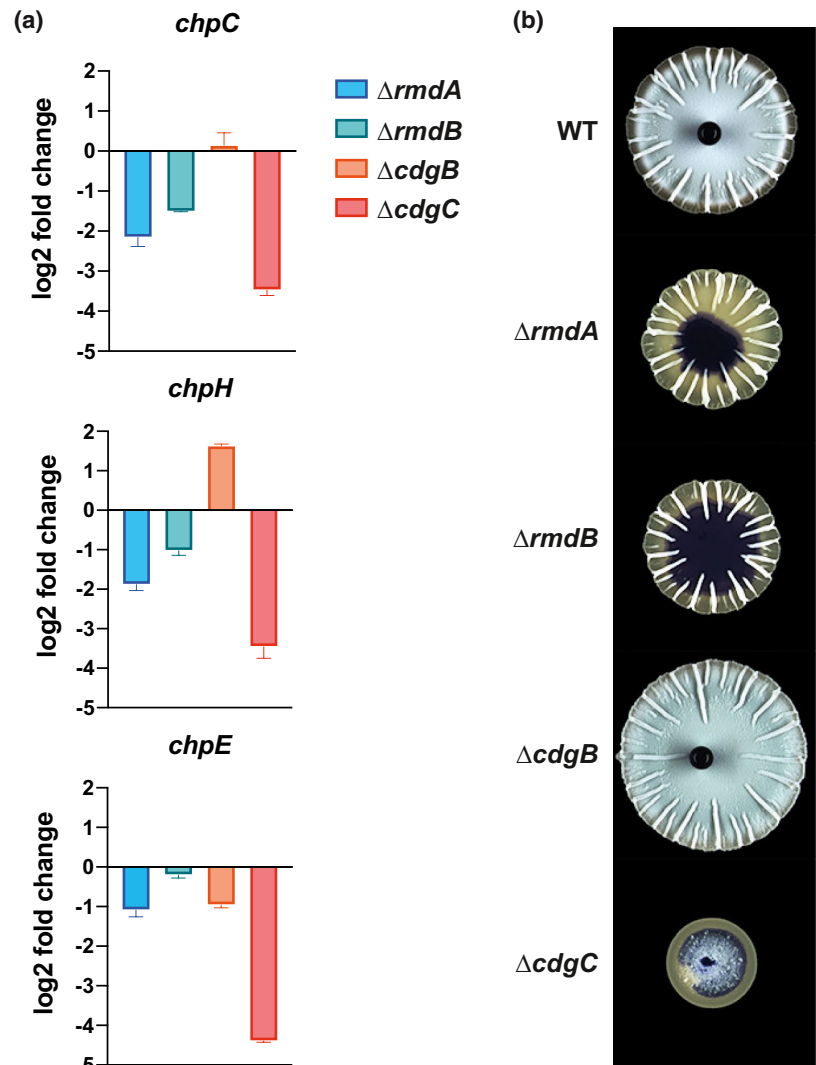 (a)
chpC
log2 fold change
2
1
0
-1
-2
-3
-4
-5
ΔrmdA
ΔrmdB
ΔcdgB
ΔcdgC
chpH
log2 fold change
2
1
0
-1
-2
-3
-4
-5
chpE
log2 fold change
2
1
0
-1
-2
-3
-4
-5
(b)
WT
ΔrmdA
ΔrmdB
ΔcdgB
ΔcdgC